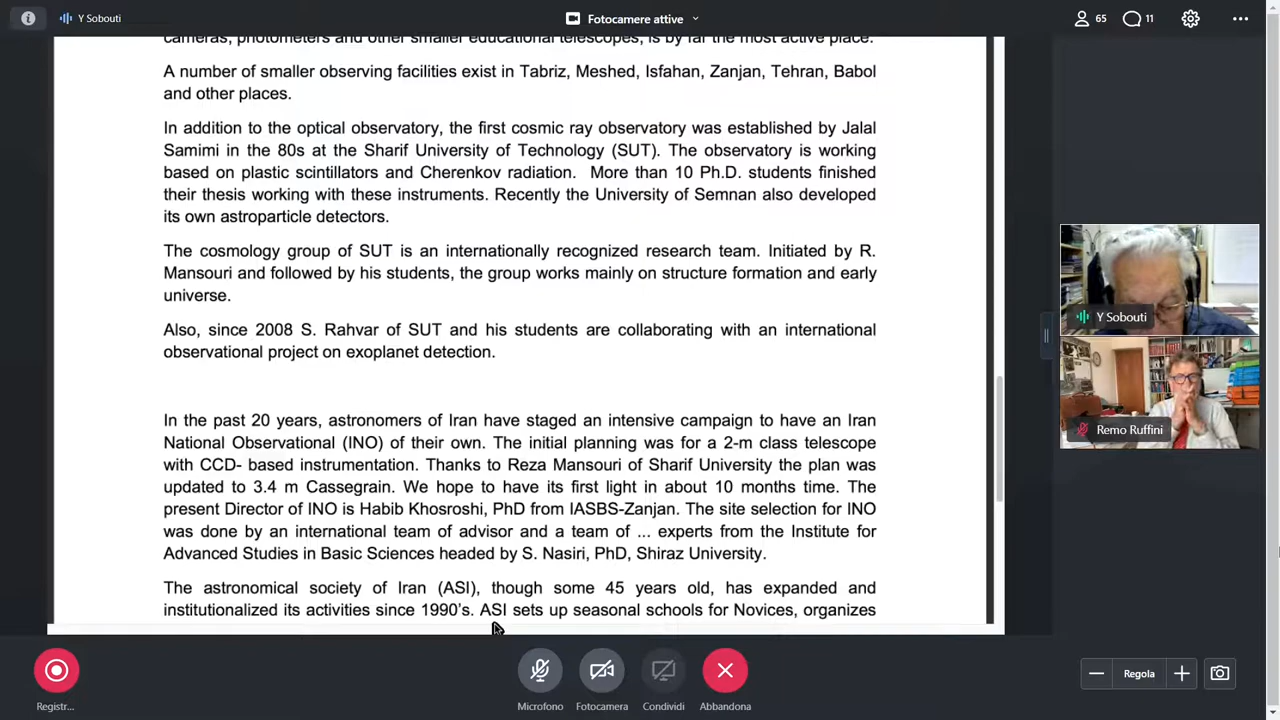 Y Sobouti
Fotocamere attive
65
11
cameras, photometers and other smaller educational telescopes, is by far the most active place.
A number of smaller observing facilities exist in Tabriz, Meshed, Isfahan, Zanjan, Tehran, Babol
and other places.
In addition to the optical observatory, the first cosmic ray observatory was established by Jalal
Samimi in the 80s at the Sharif University of Technology (SUT). The observatory is working
based on plastic scintillators and Cherenkov radiation. More than 10 Ph.D. students finished
their thesis working with these instruments. Recently the University of Semnan also developed
its own astroparticle detectors.
The cosmology group of SUT is an internationally recognized research team. Initiated by R.
Mansouri and followed by his students, the group works mainly on structure formation and early
universe.
Also, since 2008 S. Rahvar of SUT and his students are collaborating with an international
observational project on exoplanet detection.
In the past 20 years, astronomers of Iran have staged an intensive campaign to have an Iran
National Observational (INO) of their own. The initial planning was for a 2-m class telescope
with CCD- based instrumentation. Thanks to Reza Mansouri of Sharif University the plan was
updated to 3.4 m Cassegrain. We hope to have its first light in about 10 months time. The
present Director of INO is Habib Khosroshi, PhD from IASBS-Zanjan. The site selection for INO
was done by an international team of advisor and a team of ... experts from the Institute for
Advanced Studies in Basic Sciences headed by S. Nasiri, PhD, Shiraz University.
The astronomical society of Iran (ASI), though some 45 years old, has expanded and
institutionalized its activities since 1990's. ASI sets up seasonal schools for Novices, organizes
Y Sobouti
Remo Ruffini
Registr...
Microfono
Fotocamera
Condividi
Abbandona
Regola